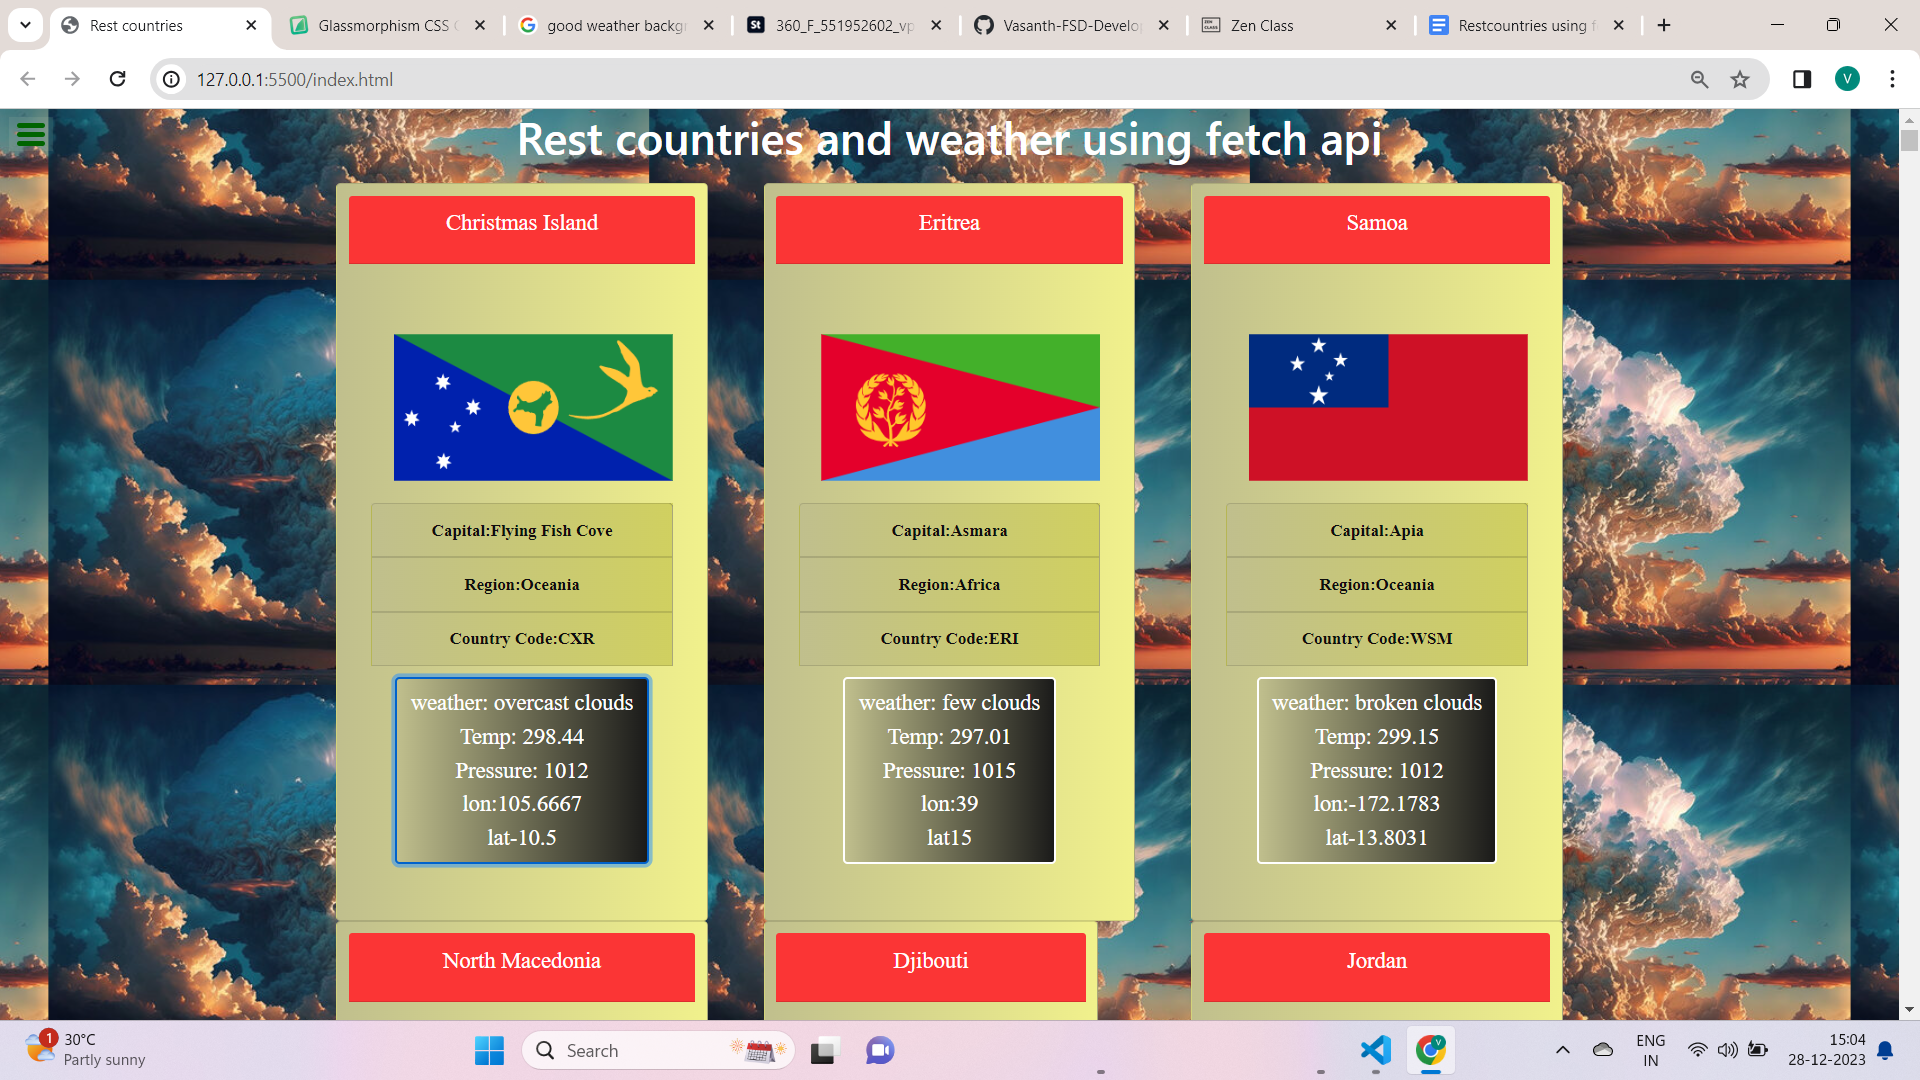 Rest countries
Glassmorphism CSS
good weather backgr
360_F_551952602_vp
Vasanth-FSD-Develo
Zen Class
Restcountries using f
127.0.0.1:5500/index.html
V
Rest countries and weather using fetch api
Christmas Island
Capital:Flying Fish Cove
Region:Oceania
Country Code:CXR
weather: overcast clouds
Temp: 298.44
Pressure: 1012
lon:105.6667
lat-10.5
Eritrea
Capital:Asmara
Region:Africa
Country Code:ERI
weather: few clouds
Temp: 297.01
Pressure: 1015
lon:39
lat15
Samoa
Capital:Apia
Region:Oceania
Country Code:WSM
weather: broken clouds
Temp: 299.15
Pressure: 1012
lon:-172.1783
lat-13.8031
North Macedonia
Djibouti
Jordan
1
30°C
Partly sunny
Search
ENG
IN
15:04
28-12-2023